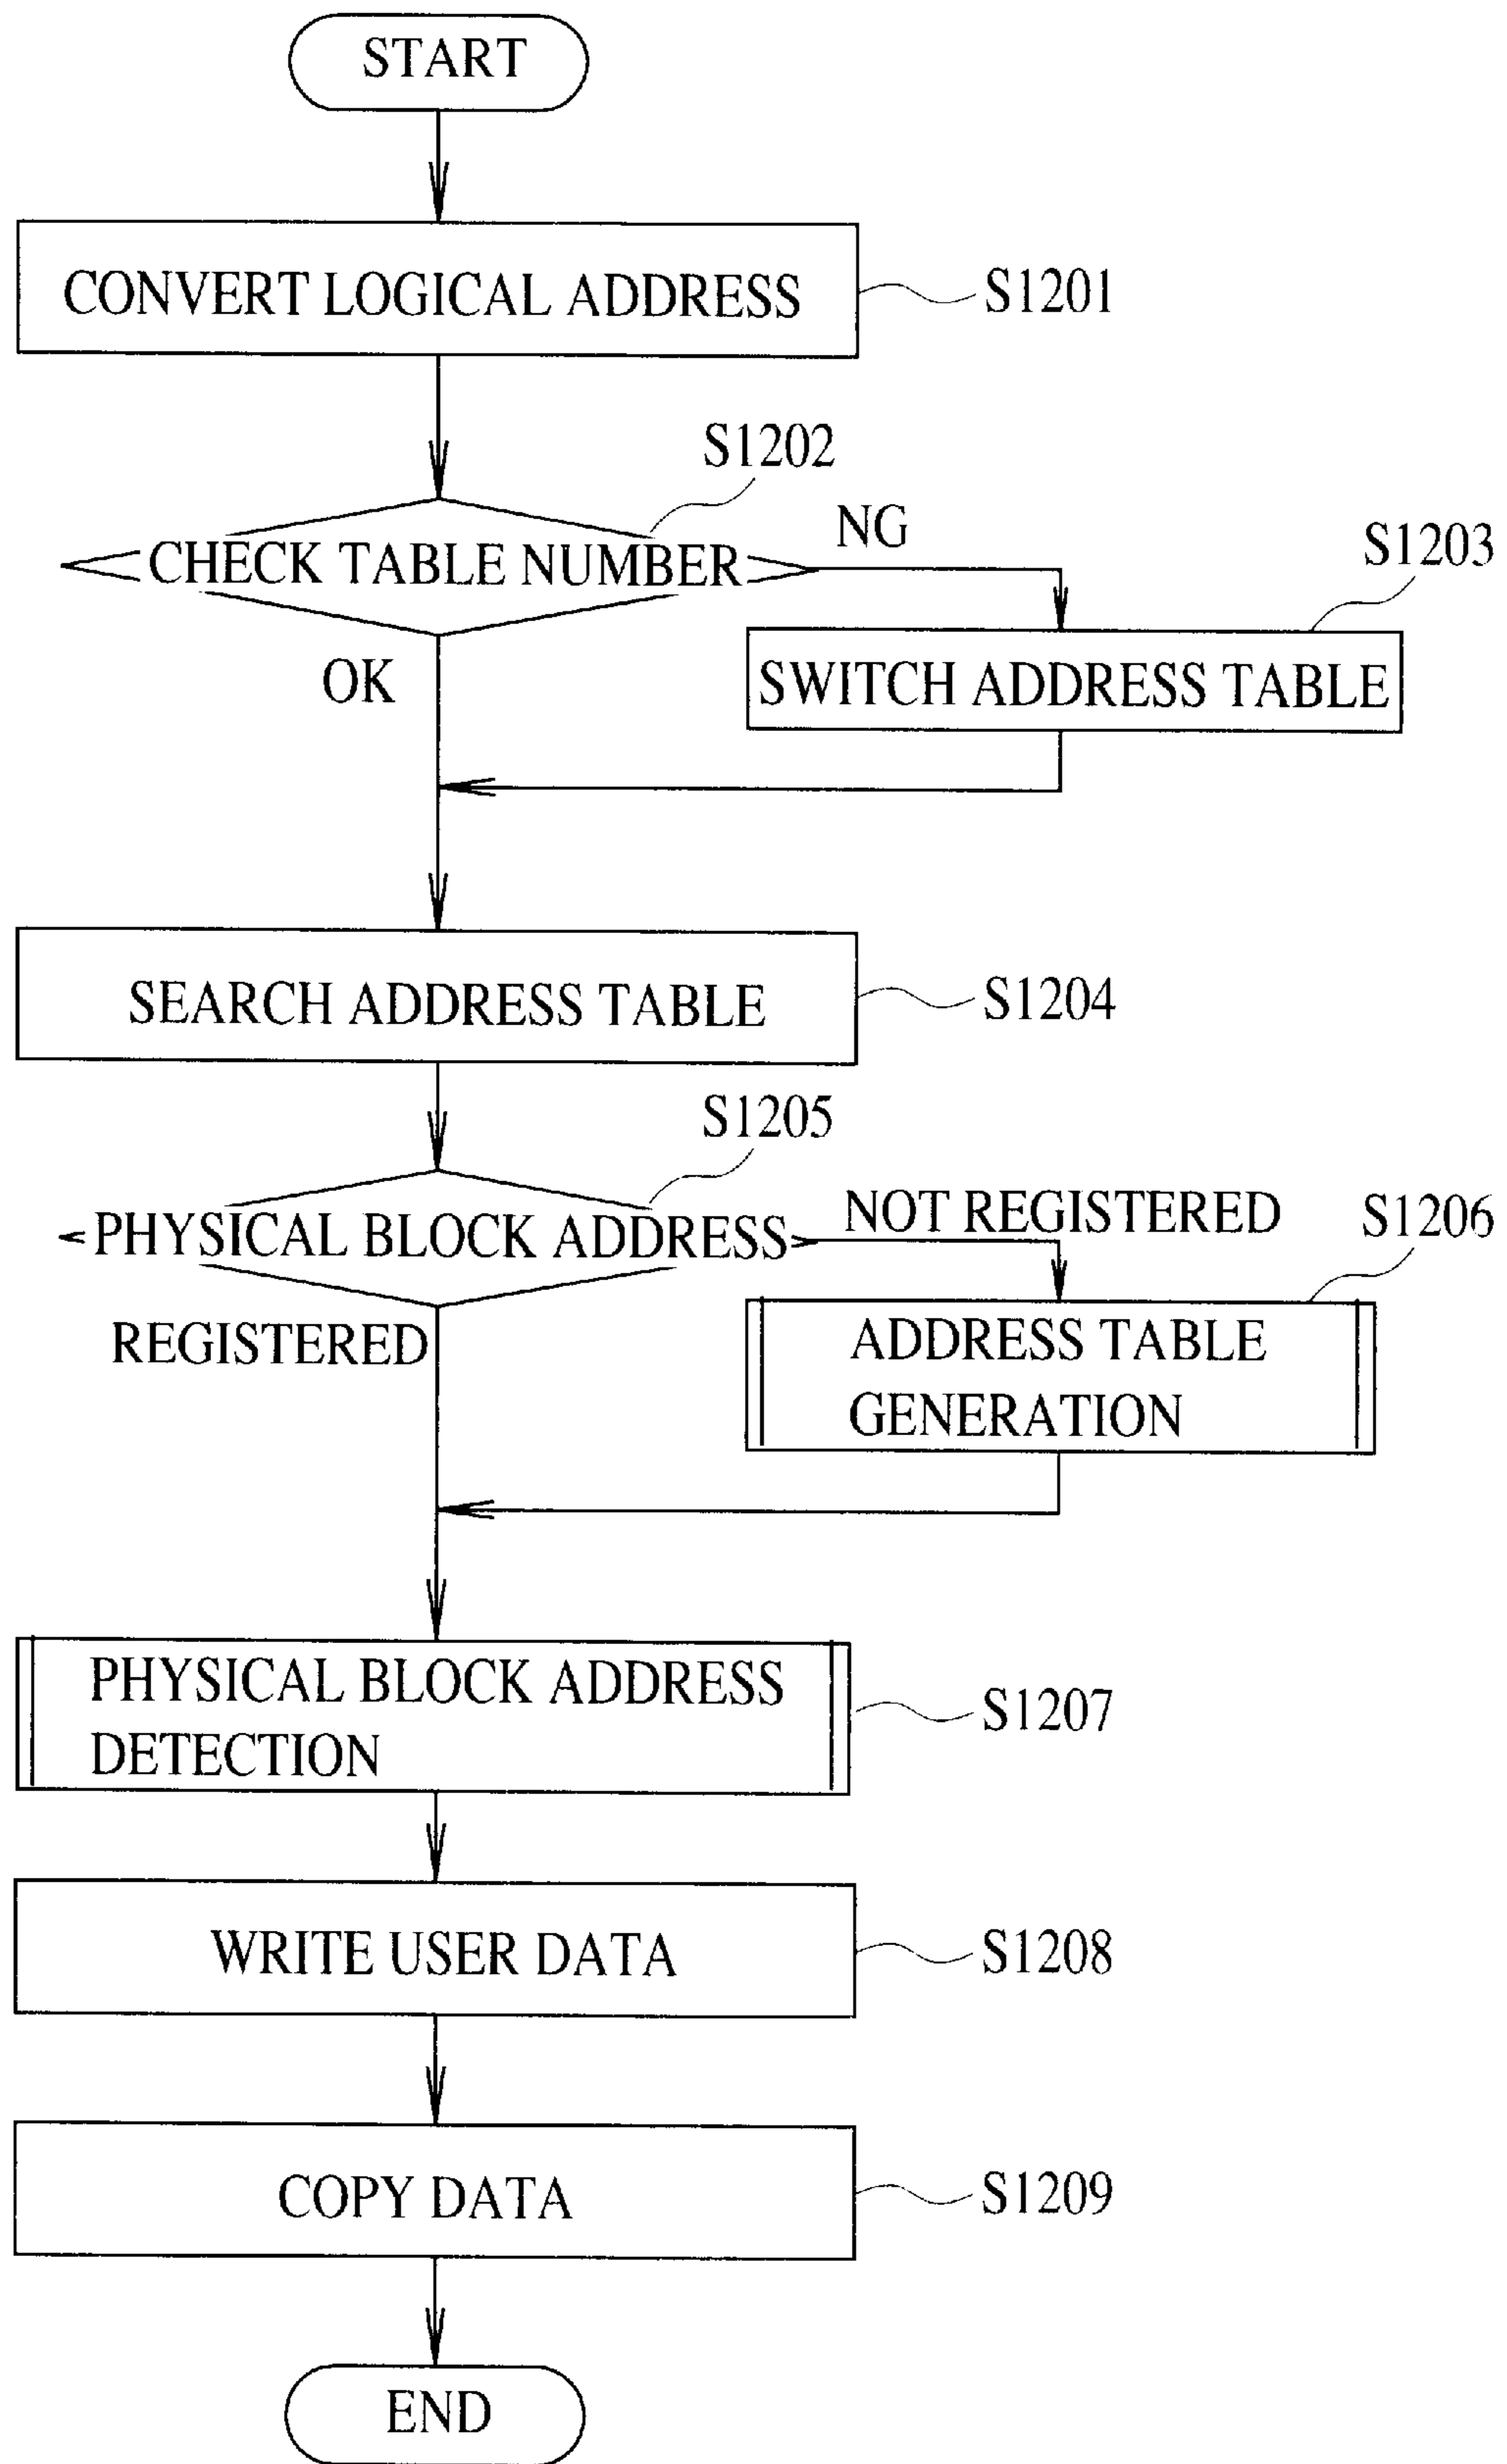 START
CONVERT LOGICAL ADDRESS
S1201
S1202
CHECK TABLE NUMBER
NG
S1203
OK
SWITCH ADDRESS TABLE
SEARCH ADDRESS TABLE
S1204
S1205
PHYSICAL BLOCK ADDRESS
NOT REGISTERED
S1206
REGISTERED
ADDRESS TABLE
GENERATION
PHYSICAL BLOCK ADDRESS
DETECTION
S1207
WRITE USER DATA
S1208
COPY DATA
S1209
END